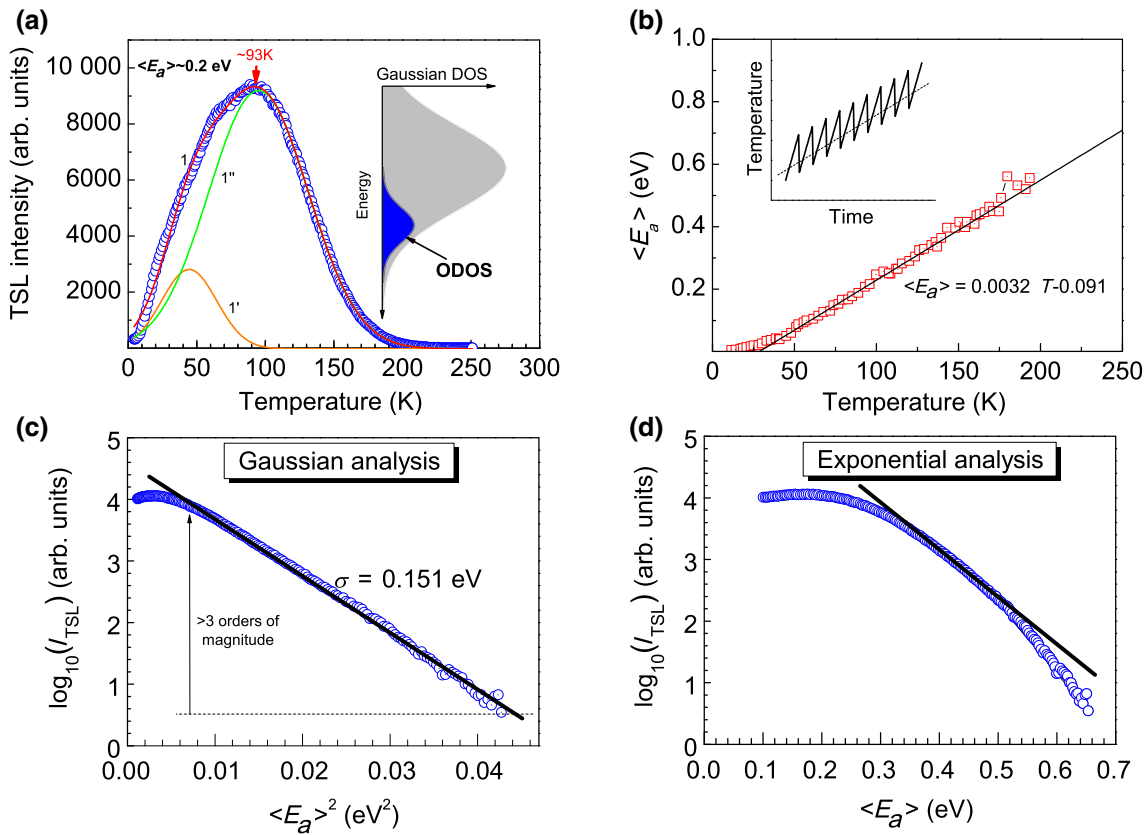 (a)
TSL intensity (arb. units)
10 000
8000
6000
4000
2000
<Ea>~0.2 eV
~93K
1
1"
1'
Gaussian DOS
Energy
ODOS
0 50 100 150 200 250 300
Temperature (K)
(b)
<Ea> (eV)
1.0
0.8
0.6
0.4
0.2
Temperature
Time
<Ea> = 0.0032 T-0.091
0 50 100 150 200 250
Temperature (K)
(c)
log10(ITSL) (arb. units)
5
4
3
2
1
0
Gaussian analysis
σ = 0.151 eV
>3 orders of
magnitude
0.00 0.01 0.02 0.03 0.04
<Ea>2 (eV2)
(d)
log10(ITSL) (arb. units)
5
4
3
2
1
0
Exponential analysis
0.1 0.2 0.3 0.4 0.5 0.6 0.7
<Ea> (eV)